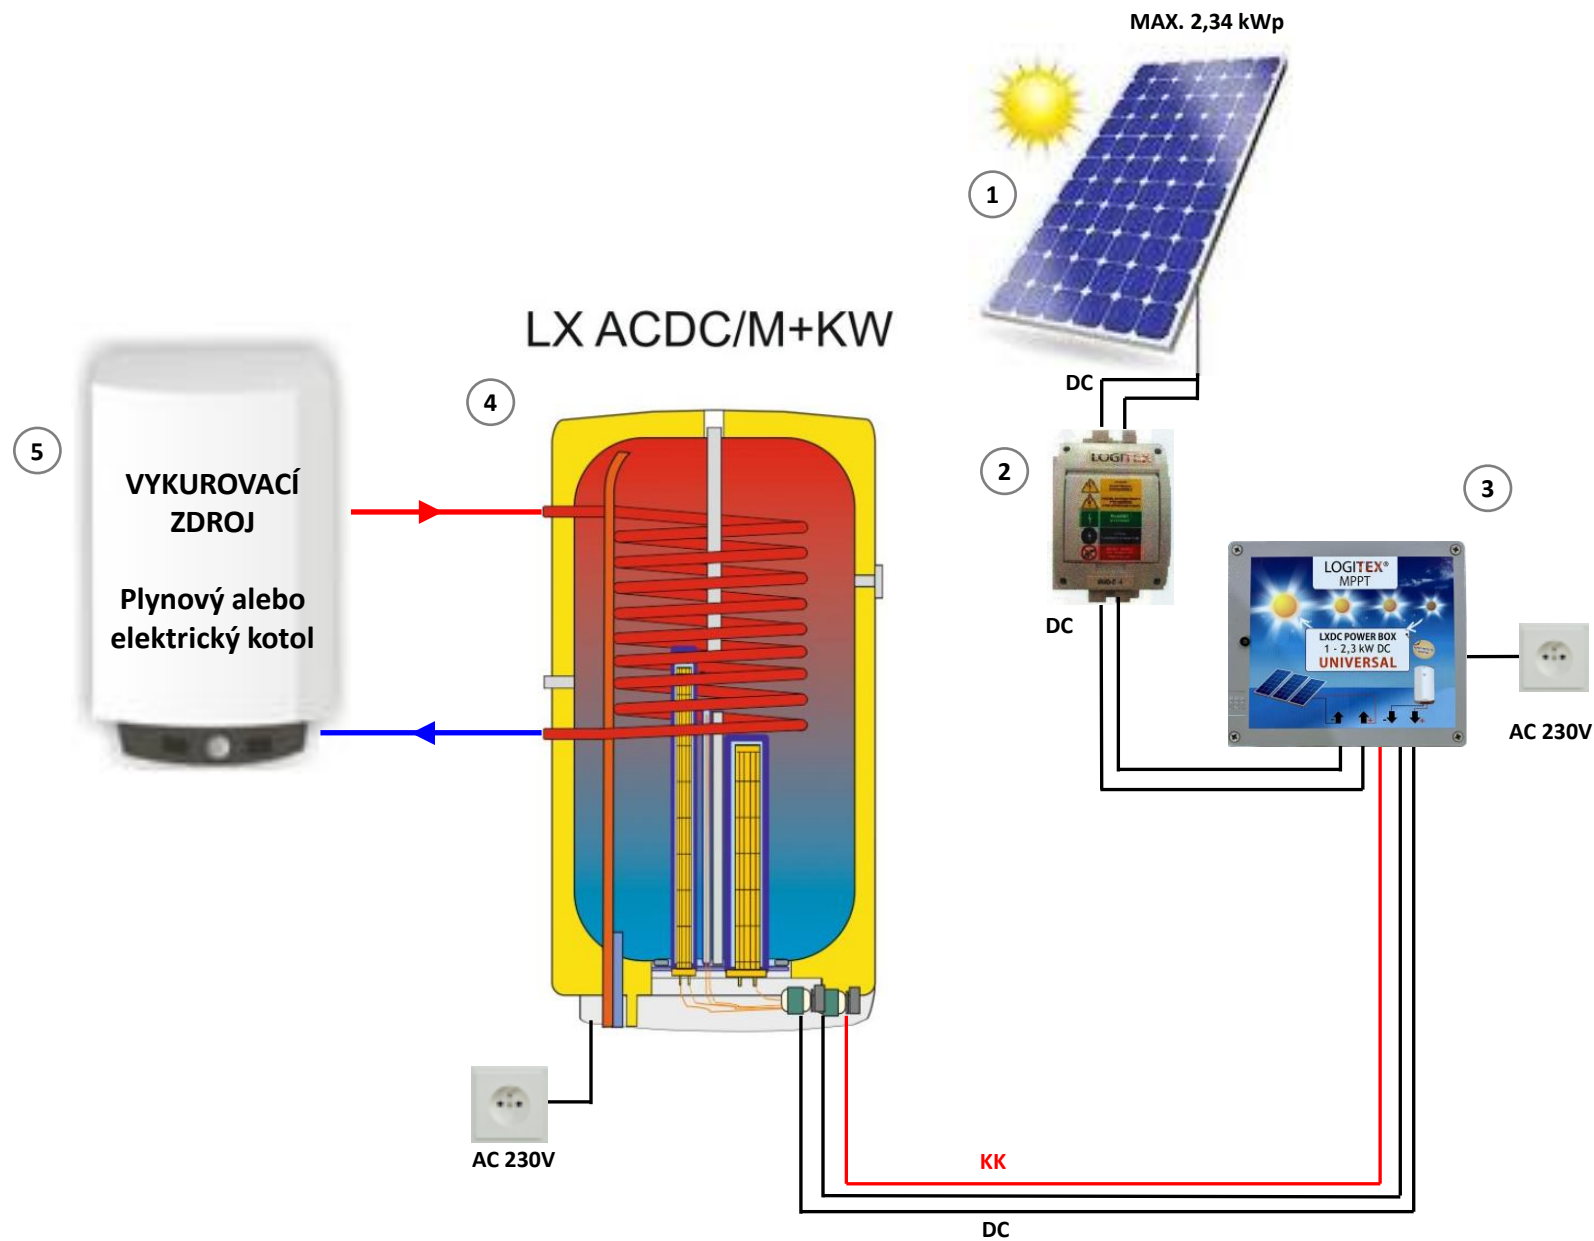 MAX. 2,34 kWp
1
LX ACDC/M+KW
DC
4
5
VYKUROVACÍ
ZDROJ
Plynový alebo
elektrický kotol
2
LOGITEX
3
DC
LOGITEX®
MPPT
LXDC POWER BOX
1 - 2,3 kW DC
UNIVERSAL
AC 230V
AC 230V
KK
DC